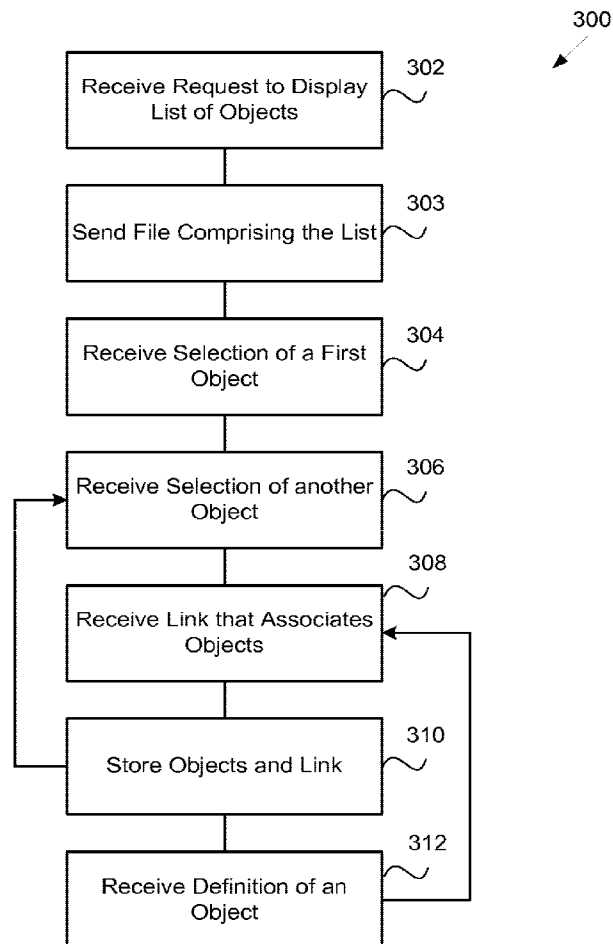 300
302
Receive Request to Display
List of Objects
303
Send File Comprising the List
304
Receive Selection of a First
Object
306
Receive Selection of another
Object
308
Receive Link that Associates
Objects
310
Store Objects and Link
312
Receive Definition of an
Object